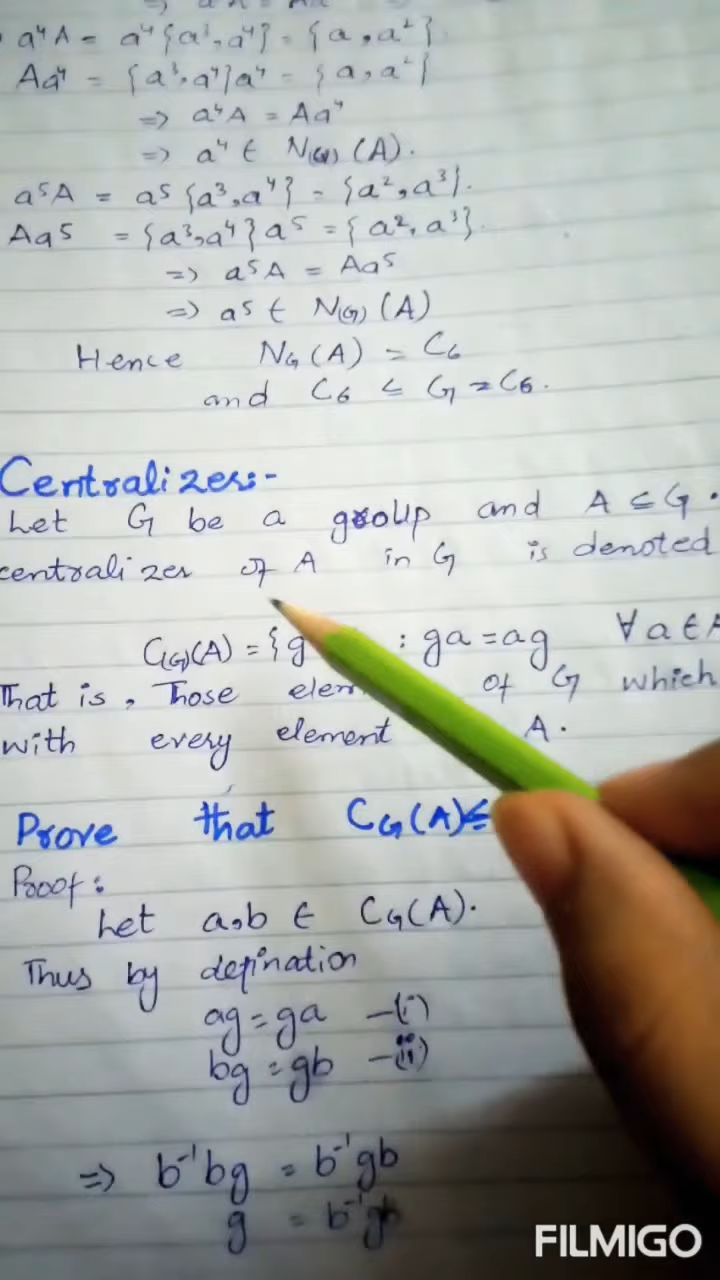 a⁴A = a⁴{a³,a⁴} = {a,a²}.
Aa⁴ = {a³,a⁴}a⁴ = {a,a²}
=> a⁴A = Aa⁴
=> a⁴ ∈ N(G)(A).
a⁵A = a⁵{a³,a⁴} = {a²,a³}.
Aa⁵ = {a³,a⁴}a⁵ = {a²,a³}.
=> a⁵A = Aa⁵
=> a⁵ ∈ N(G)(A)
Hence N_G(A) = C₆
and C₆ ≤ G = C₆.
Centralizer:-
Let G be a group and A ⊆ G.
centralizer of A in G is denoted
C(G)(A) = {g : ga = ag ∀ a ∈ A
That is, Those elem of G which
with every element A.
Prove that C_G(A) ≤
Proof:
Let a,b ∈ C_G(A).
Thus by defination
ag = ga -(i)
bg = gb -(ii)
=> b⁻¹bg = b⁻¹gb
g = b⁻¹gb
FILMIGO